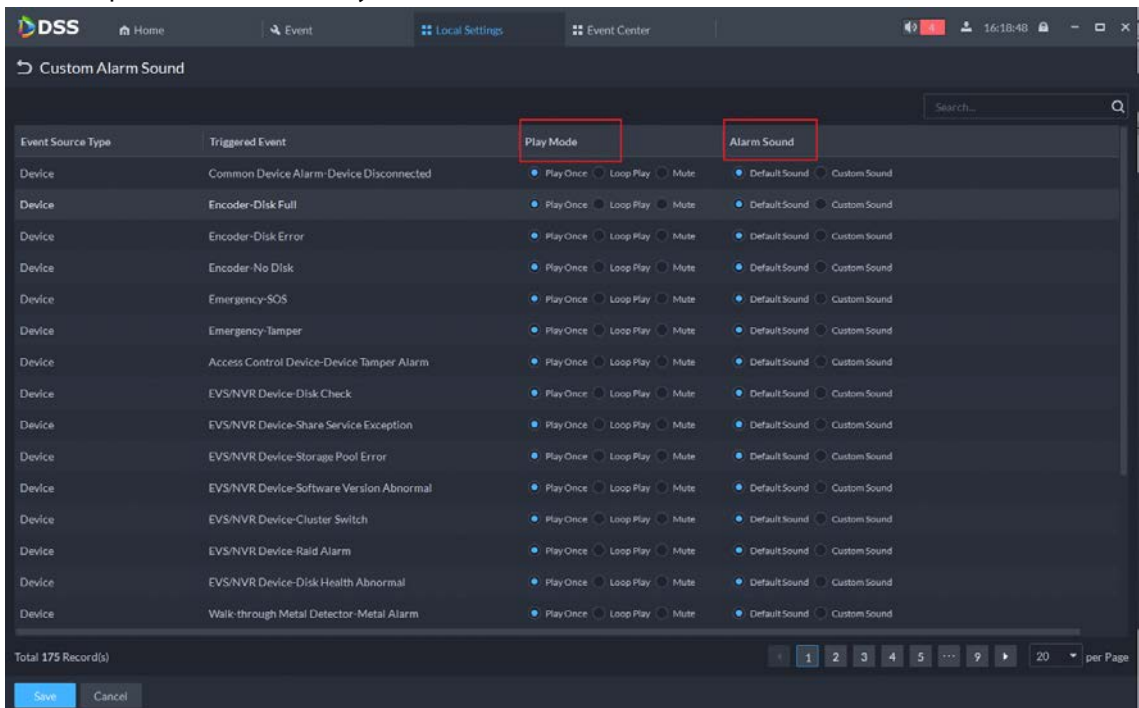 DSS Home Event Local Settings Event Center 4 16:18:48
Custom Alarm Sound
Search...
Event Source Type Triggered Event Play Mode Alarm Sound
Device Common Device Alarm-Device Disconnected Play Once Loop Play Mute Default Sound Custom Sound
Device Encoder-Disk Full Play Once Loop Play Mute Default Sound Custom Sound
Device Encoder-Disk Error Play Once Loop Play Mute Default Sound Custom Sound
Device Encoder-No Disk Play Once Loop Play Mute Default Sound Custom Sound
Device Emergency-SOS Play Once Loop Play Mute Default Sound Custom Sound
Device Emergency-Tamper Play Once Loop Play Mute Default Sound Custom Sound
Device Access Control Device-Device Tamper Alarm Play Once Loop Play Mute Default Sound Custom Sound
Device EVS/NVR Device-Disk Check Play Once Loop Play Mute Default Sound Custom Sound
Device EVS/NVR Device-Share Service Exception Play Once Loop Play Mute Default Sound Custom Sound
Device EVS/NVR Device-Storage Pool Error Play Once Loop Play Mute Default Sound Custom Sound
Device EVS/NVR Device-Software Version Abnormal Play Once Loop Play Mute Default Sound Custom Sound
Device EVS/NVR Device-Cluster Switch Play Once Loop Play Mute Default Sound Custom Sound
Device EVS/NVR Device-Raid Alarm Play Once Loop Play Mute Default Sound Custom Sound
Device EVS/NVR Device-Disk Health Abnormal Play Once Loop Play Mute Default Sound Custom Sound
Device Walk-through Metal Detector-Metal Alarm Play Once Loop Play Mute Default Sound Custom Sound
Total 175 Record(s) 1 2 3 4 5 ... 9 20 per Page
Save Cancel